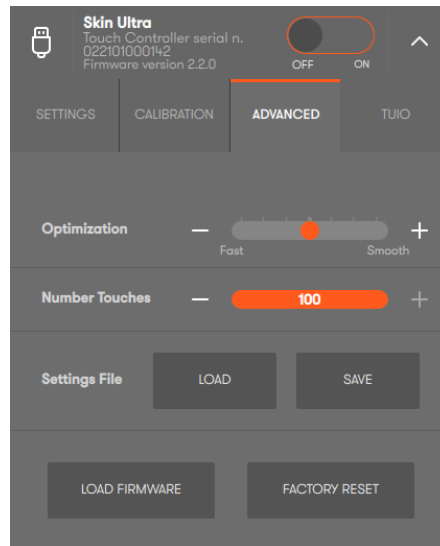 Skin Ultra
Touch Controller serial n.
022101000142
Firmware version 2.2.0
OFF ON
SETTINGS CALIBRATION ADVANCED TUIO
Optimization
Fast Smooth
Number Touches 100
Settings File LOAD SAVE
LOAD FIRMWARE FACTORY RESET